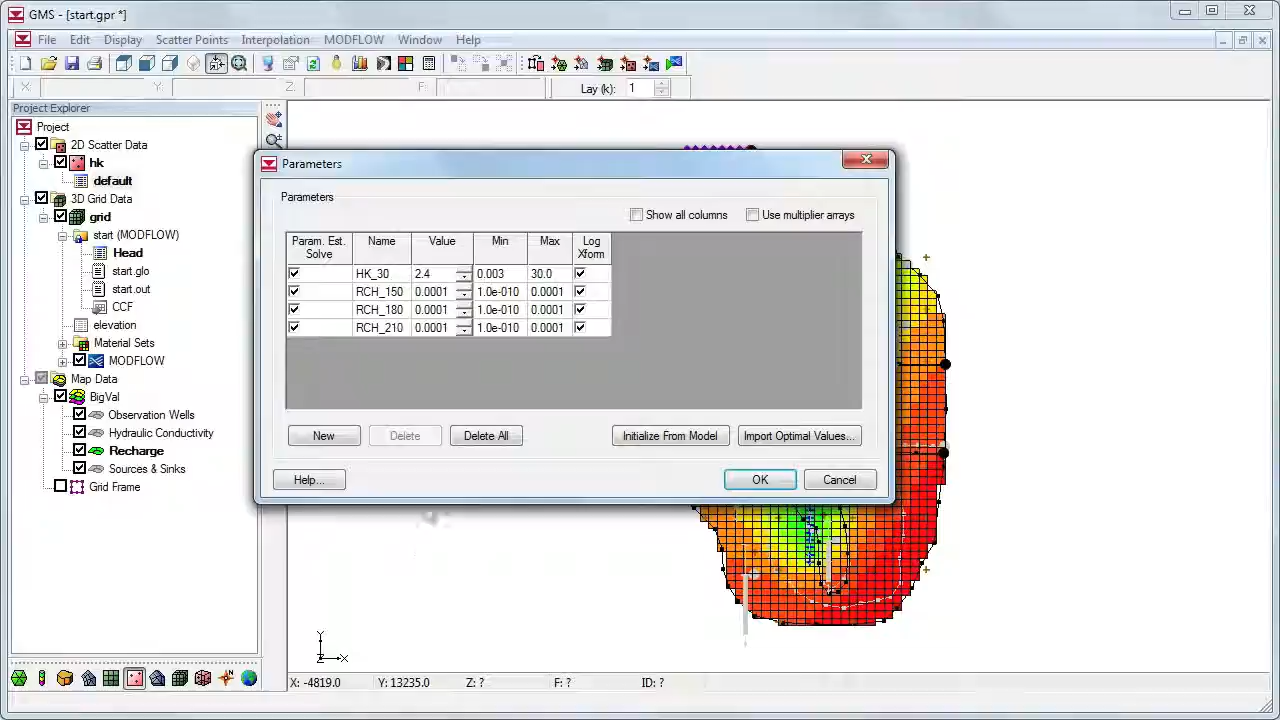 GMS - [start.gpr *]
File Edit Display Scatter Points Interpolation MODFLOW Window Help
X: Y: Z: F: Lay (k): 1
Project Explorer
Project
2D Scatter Data
hk
default
3D Grid Data
grid
start (MODFLOW)
Head
start.glo
start.out
CCF
elevation
Material Sets
MODFLOW
Map Data
BigVal
Observation Wells
Hydraulic Conductivity
Recharge
Sources & Sinks
Grid Frame
Parameters
Parameters
Show all columns Use multiplier arrays
Param. Est. Solve Name Value Min Max Log Xform
HK_30 2.4 0.003 30.0
RCH_150 0.0001 1.0e-010 0.0001
RCH_180 0.0001 1.0e-010 0.0001
RCH_210 0.0001 1.0e-010 0.0001
New Delete Delete All Initialize From Model Import Optimal Values...
Help... OK Cancel
Y
X
X: -4819.0 Y: 13235.0 Z: ? F: ? ID: ?